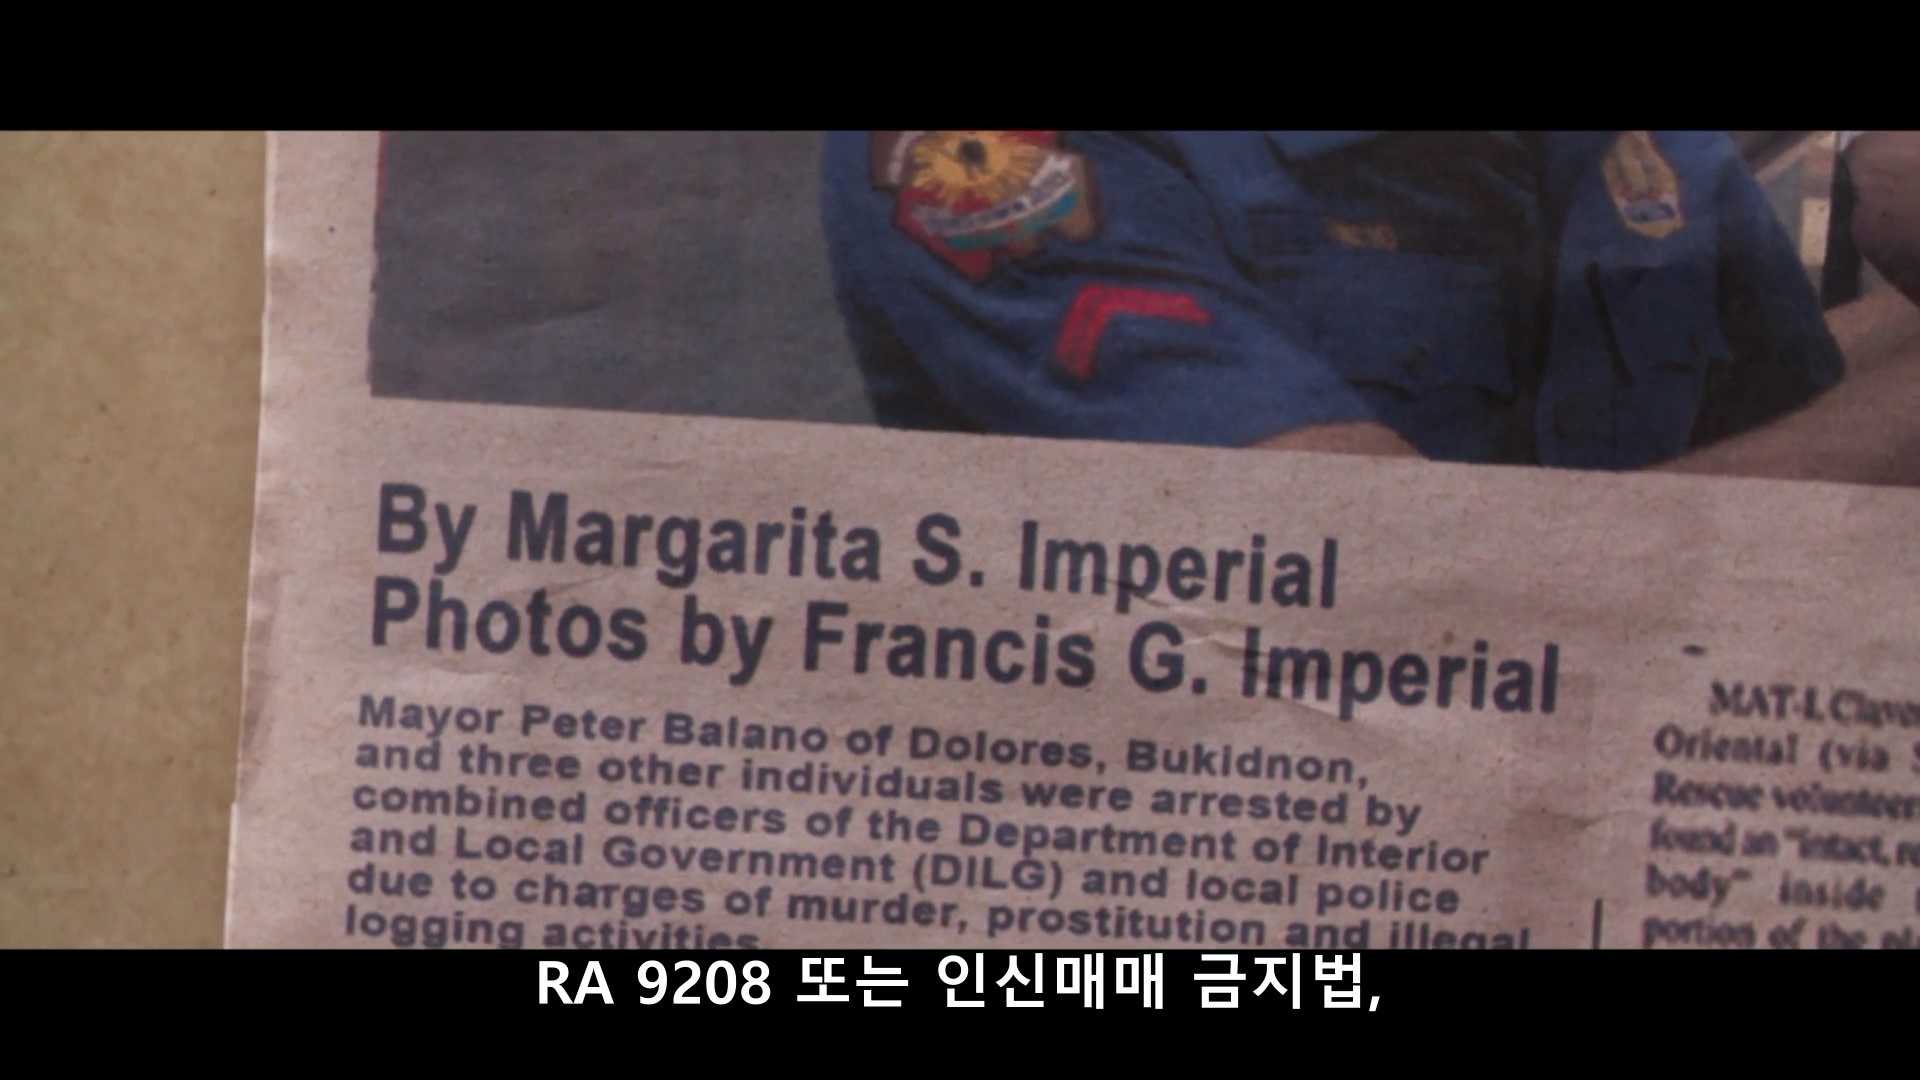 By Margarita S. Imperial
Photos by Francis G. Imperial
Mayor Peter Balano of Dolores, Bukidnon,
and three other individuals were arrested by
combined officers of the Department of Interior
and Local Government (DILG) and local police
due to charges of murder, prostitution and illegal
logging activities
Oriental (via
Rescue volunteer
found an "intact,
body" inside
portion of the
RA 9208 또는 인신매매 금지법,